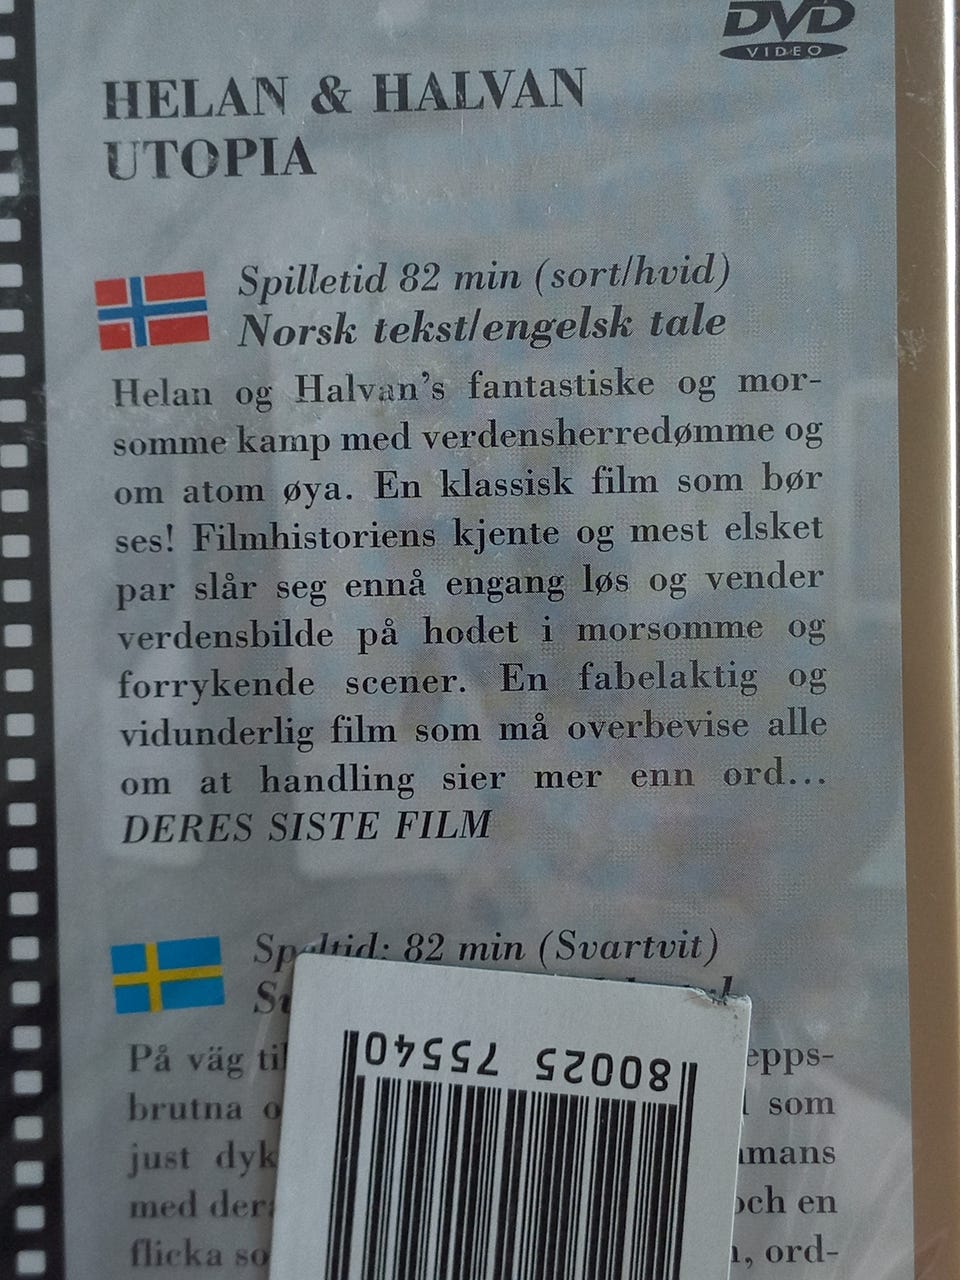 DVD
VIDEO
HELAN & HALVAN
UTOPIA
Spilletid 82 min (sort/hvid)
Norsk tekst/engelsk tale
Helan og Halvan's fantastiske og mor-
somme kamp med verdensherredømme og
om atom øya. En klassisk film som bør
ses! Filmhistoriens kjente og mest elsket
par slår seg ennå engang løs og vender
verdensbilde på hodet i morsomme og
forrykende scener. En fabelaktig og
vidunderlig film som må overbevise alle
om at handling sier mer enn ord...
DERES SISTE FILM
Speltid: 82 min (Svartvit)
80025 75540
På väg
brutna som
just
med och en
flicka ord-